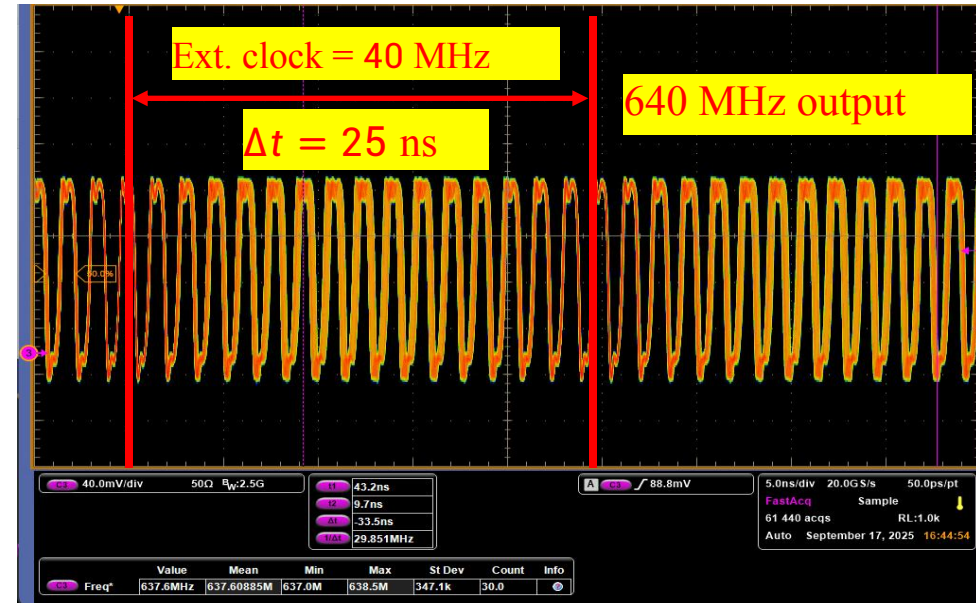 Ext. clock = 40 MHz
640 MHz output
Δt = 25 ns
50.0%
3
C3 40.0mV/div 50Ω BW:2.5G
t1 43.2ns
t2 9.7ns
Δt -33.5ns
1/Δt 29.851MHz
A C3 88.8mV
5.0ns/div 20.0GS/s 50.0ps/pt
FastAcq Sample
61 440 acqs RL:1.0k
Auto September 17, 2025 16:44:54
Value Mean Min Max St Dev Count Info
C3 Freq* 637.6MHz 637.60885M 637.0M 638.5M 347.1k 30.0